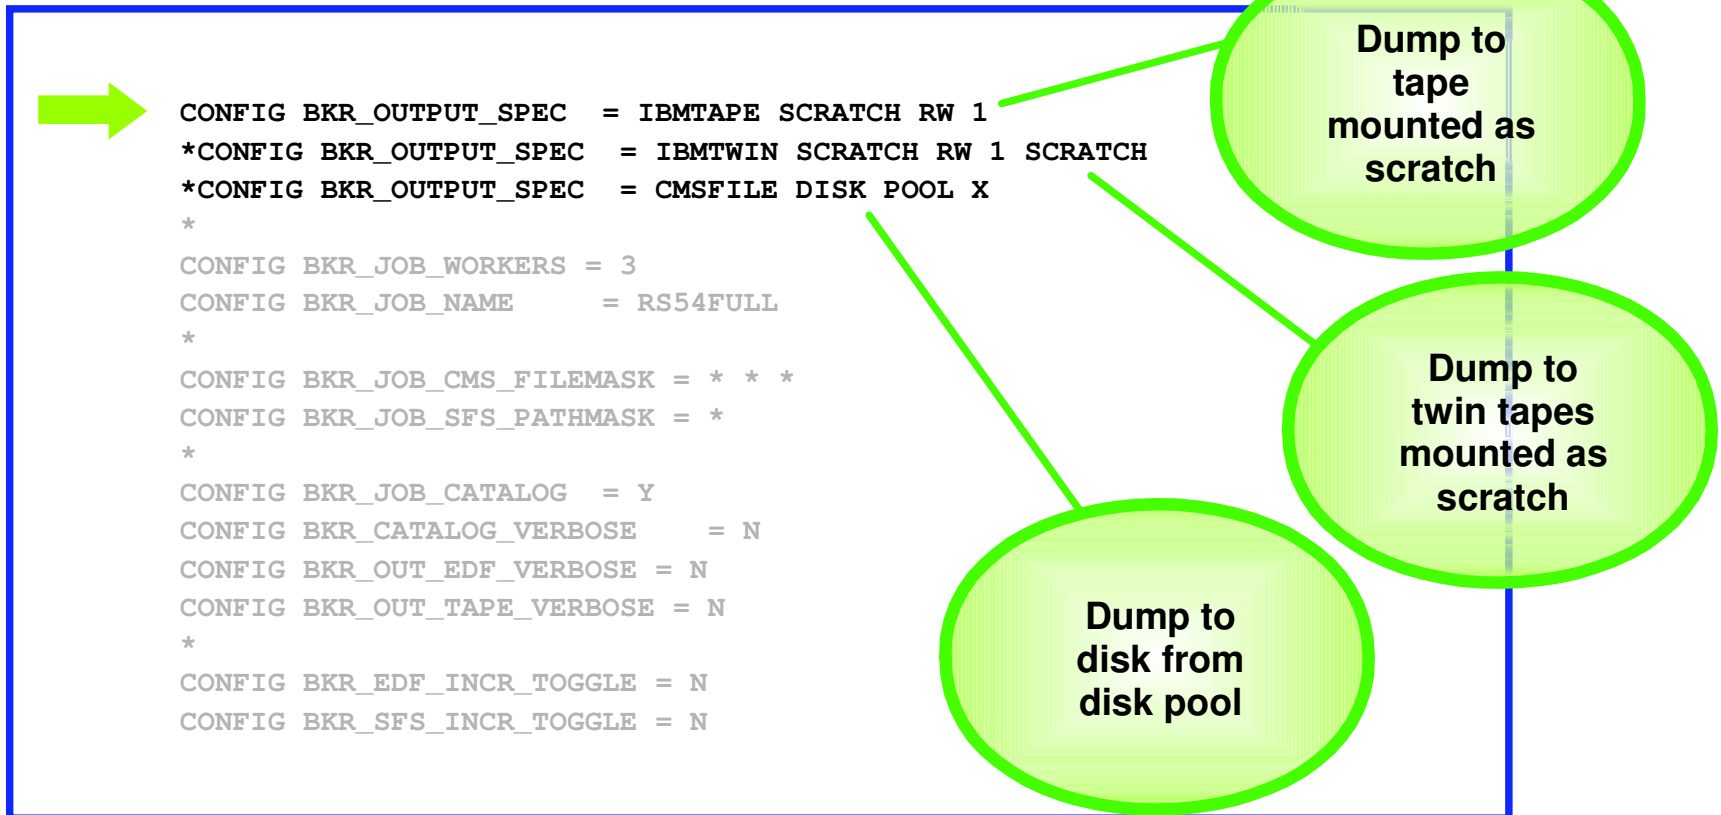 CONFIG BKR_OUTPUT_SPEC  = IBMTAPE SCRATCH RW 1
*CONFIG BKR_OUTPUT_SPEC  = IBMTWIN SCRATCH RW 1 SCRATCH
*CONFIG BKR_OUTPUT_SPEC  = CMSFILE DISK POOL X
*
CONFIG BKR_JOB_WORKERS = 3
CONFIG BKR_JOB_NAME     = RS54FULL
*
CONFIG BKR_JOB_CMS_FILEMASK = * * *
CONFIG BKR_JOB_SFS_PATHMASK = *
*
CONFIG BKR_JOB_CATALOG  = Y
CONFIG BKR_CATALOG_VERBOSE    = N
CONFIG BKR_OUT_EDF_VERBOSE = N
CONFIG BKR_OUT_TAPE_VERBOSE = N
*
CONFIG BKR_EDF_INCR_TOGGLE = N
CONFIG BKR_SFS_INCR_TOGGLE = N
Dump to
tape
mounted as
scratch
Dump to
twin tapes
mounted as
scratch
Dump to
disk from
disk pool